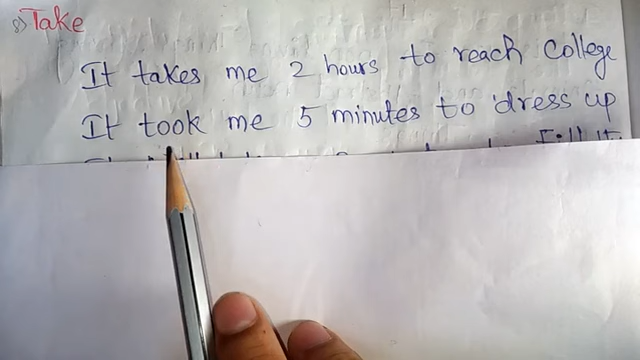 8) Take
It takes me 2 hours to reach college
It took me 5 minutes to dress up